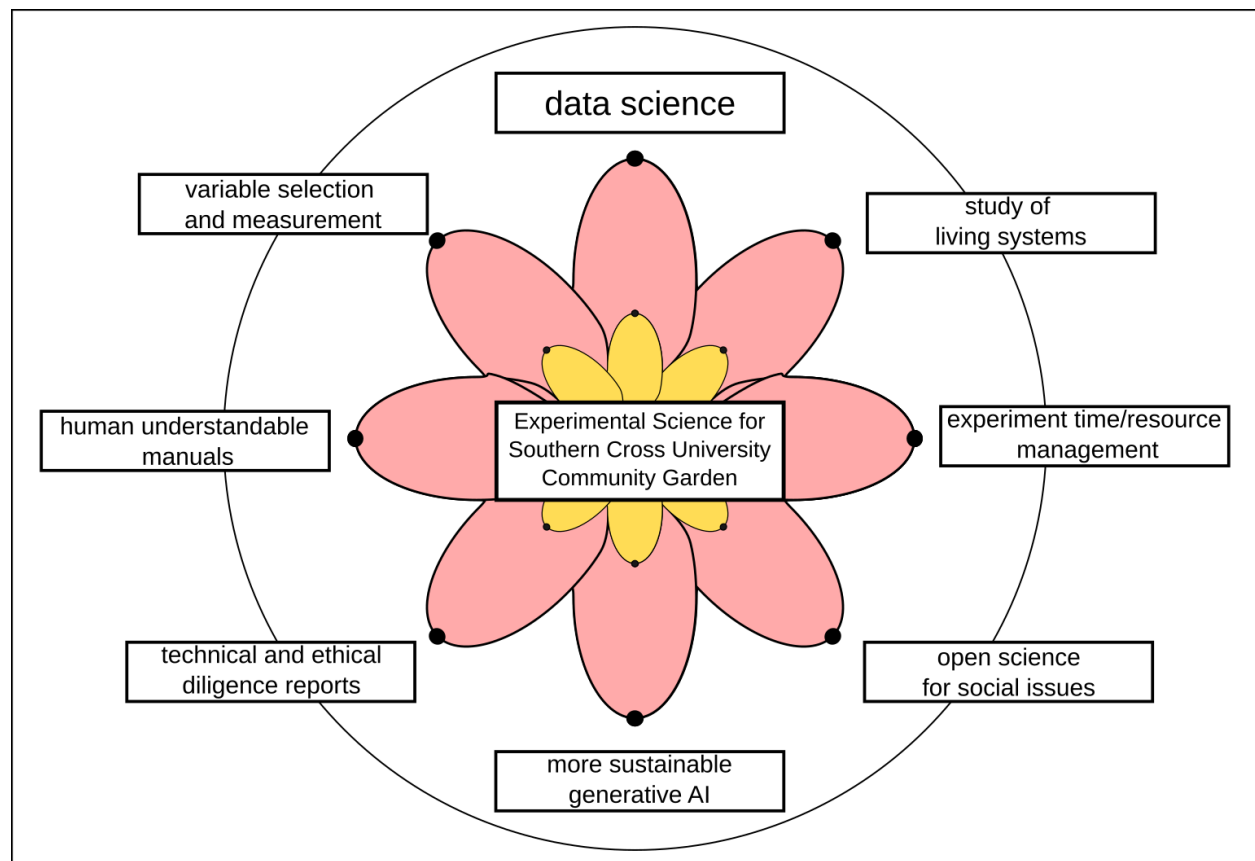 data science
variable selection
and measurement
study of
living systems
human understandable
manuals
Experimental Science for
Southern Cross University
Community Garden
experiment time/resource
management
technical and ethical
diligence reports
open science
for social issues
more sustainable
generative AI